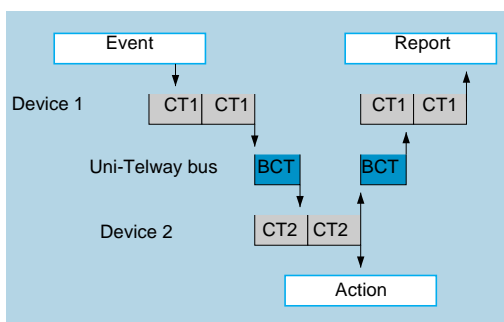 Event
Report
Device 1
CT1 CT1
CT1 CT1
Uni-Telway bus
BCT
BCT
Device 2
CT2 CT2
Action